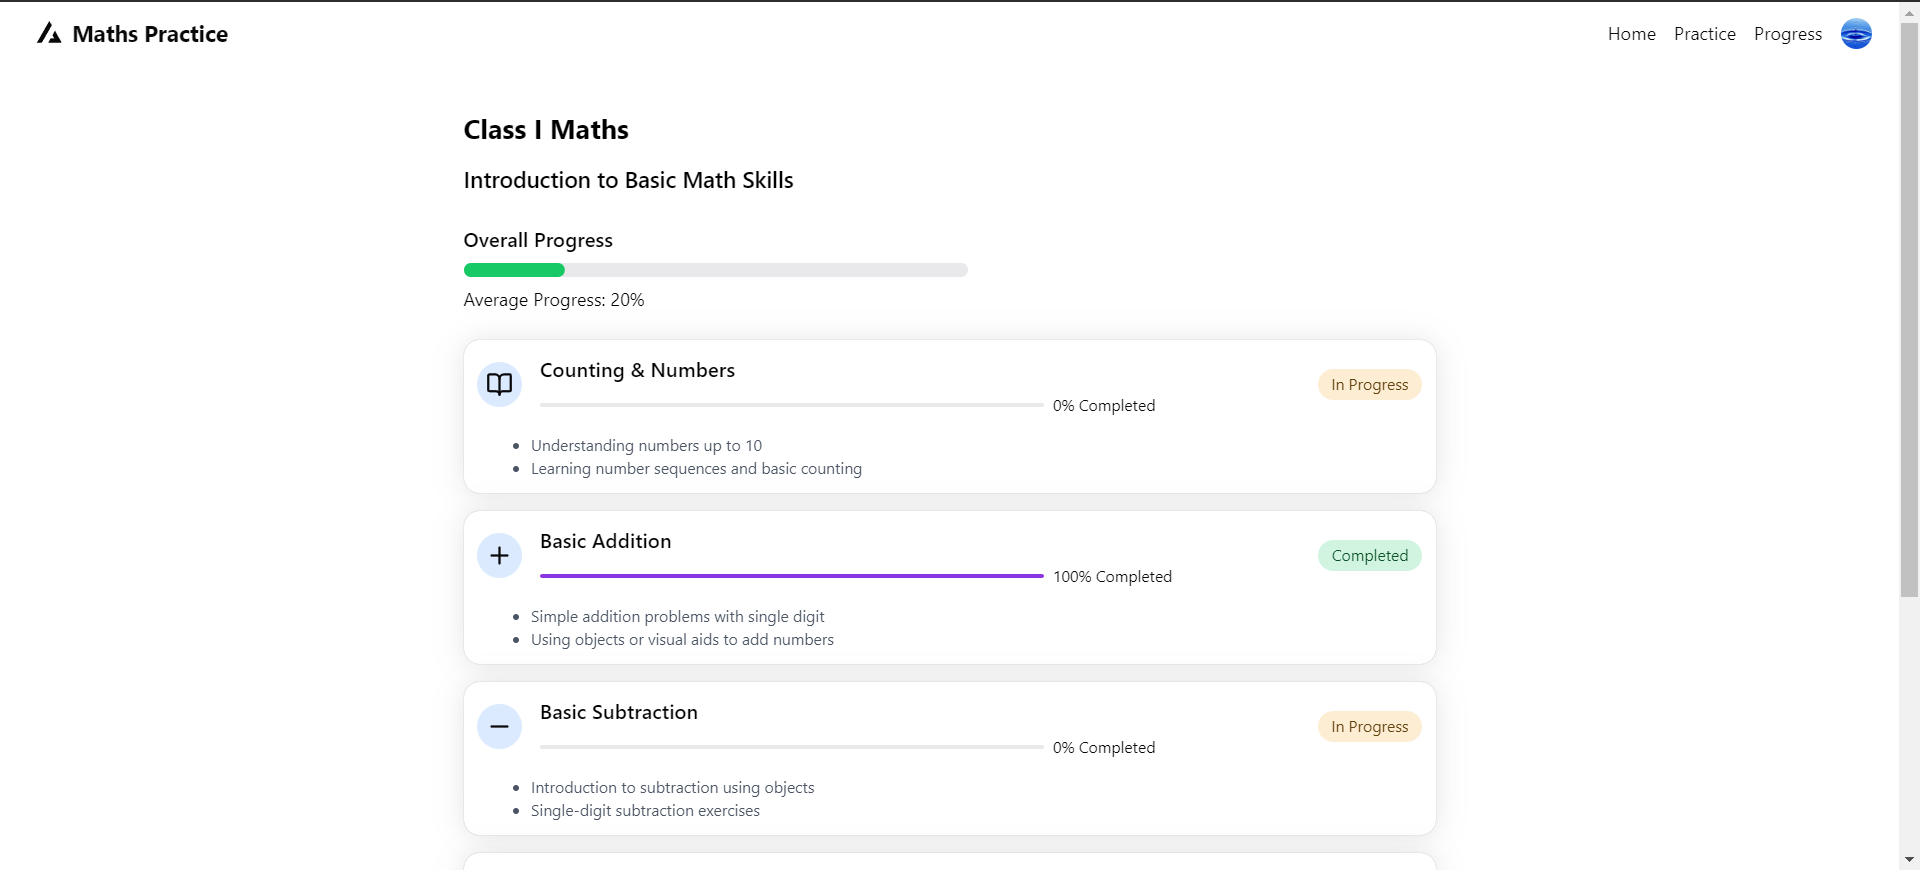 Maths Practice
Home Practice Progress
Class I Maths
Introduction to Basic Math Skills
Overall Progress
Average Progress: 20%
Counting & Numbers
In Progress
0% Completed
Understanding numbers up to 10
Learning number sequences and basic counting
Basic Addition
Completed
100% Completed
Simple addition problems with single digit
Using objects or visual aids to add numbers
Basic Subtraction
In Progress
0% Completed
Introduction to subtraction using objects
Single-digit subtraction exercises